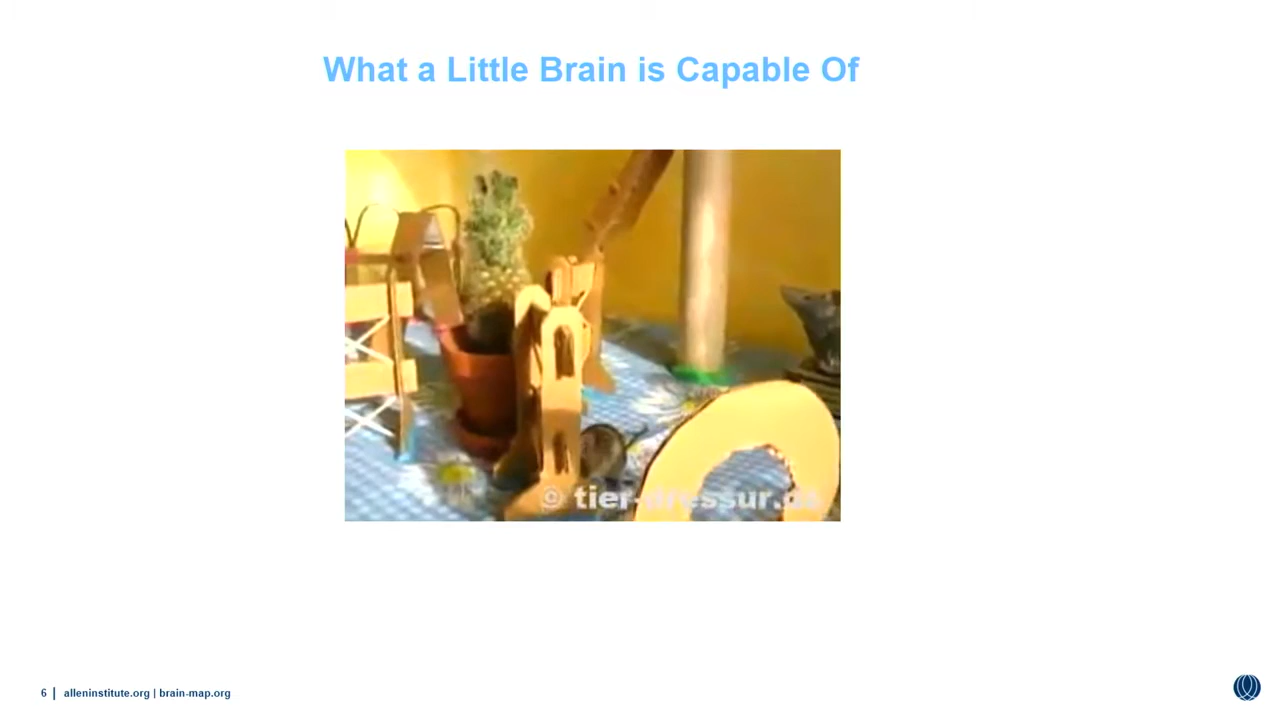 What a Little Brain is Capable Of
© tier-dressur.de
6 | alleninstitute.org | brain-map.org